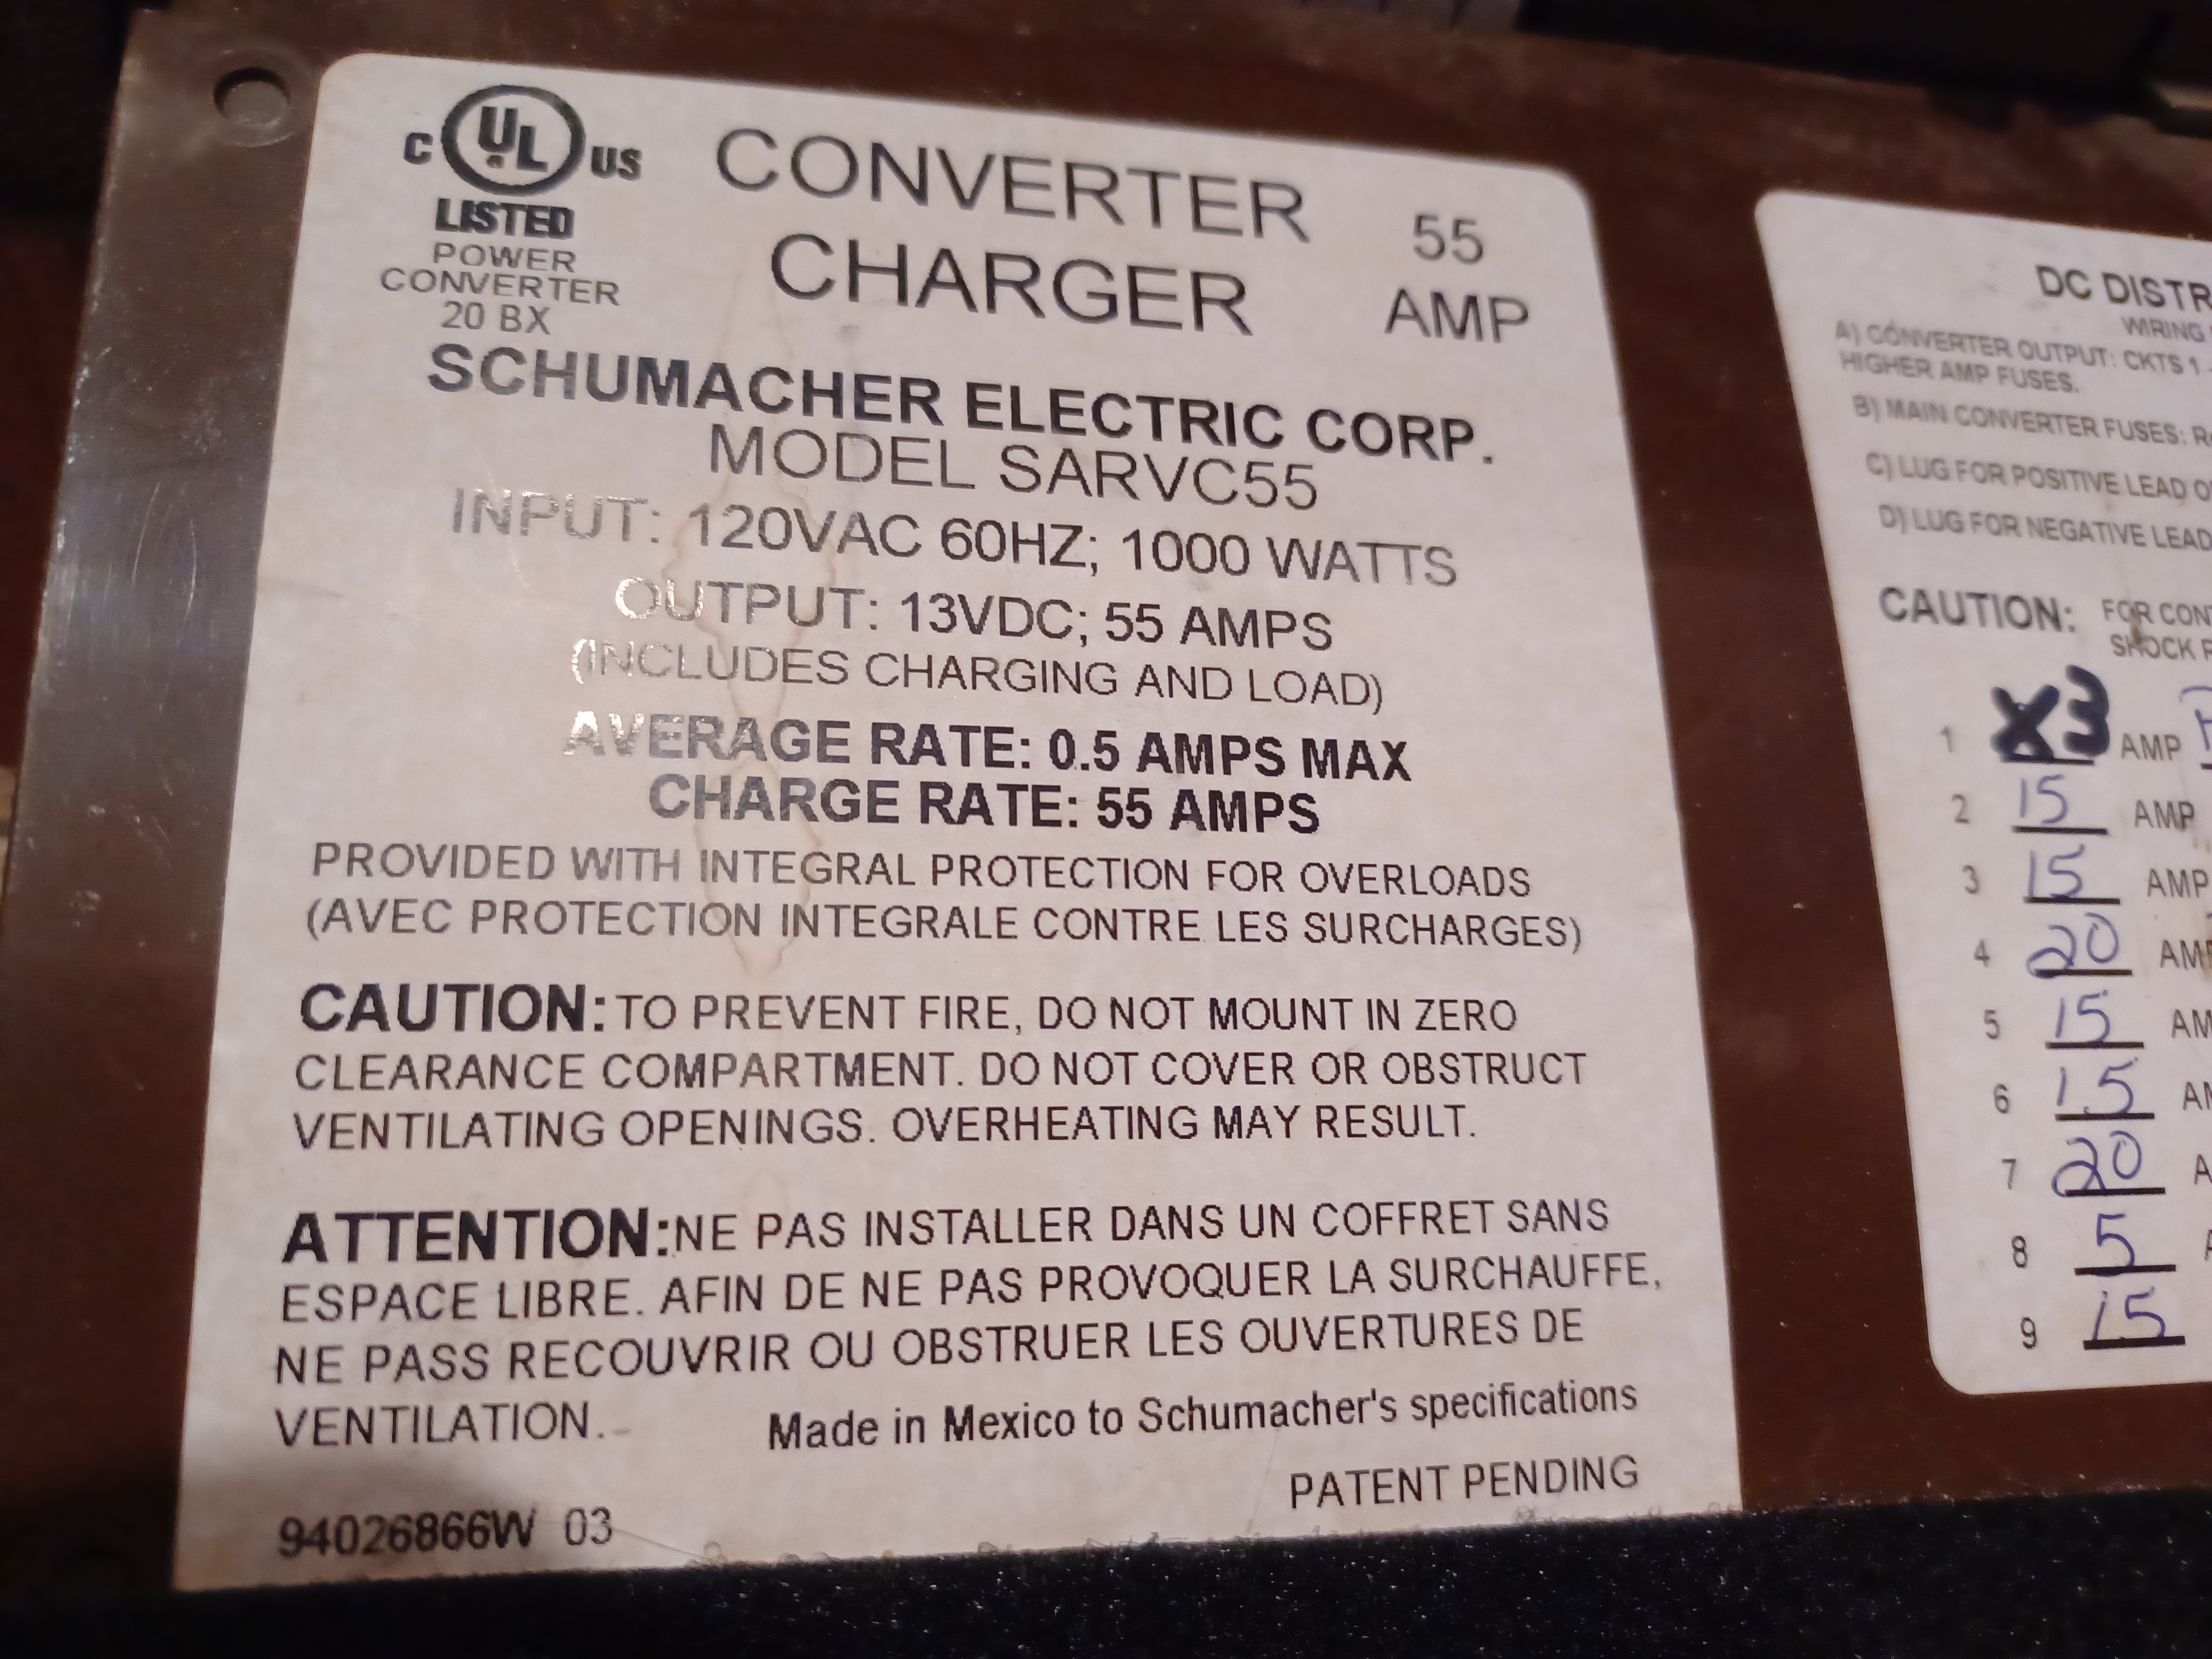 C UL US
LISTED
POWER
CONVERTER
20 BX
CONVERTER
CHARGER
55
AMP
SCHUMACHER ELECTRIC CORP.
MODEL SARVC55
INPUT: 120VAC 60HZ; 1000 WATTS
OUTPUT: 13VDC; 55 AMPS
(INCLUDES CHARGING AND LOAD)
AVERAGE RATE: 0.5 AMPS MAX
CHARGE RATE: 55 AMPS
PROVIDED WITH INTEGRAL PROTECTION FOR OVERLOADS
(AVEC PROTECTION INTEGRALE CONTRE LES SURCHARGES)
CAUTION: TO PREVENT FIRE, DO NOT MOUNT IN ZERO
CLEARANCE COMPARTMENT. DO NOT COVER OR OBSTRUCT
VENTILATING OPENINGS. OVERHEATING MAY RESULT.
ATTENTION: NE PAS INSTALLER DANS UN COFFRET SANS
ESPACE LIBRE. AFIN DE NE PAS PROVOQUER LA SURCHAUFFE,
NE PASS RECOUVRIR OU OBSTRUER LES OUVERTURES DE
VENTILATION.
Made in Mexico to Schumacher's specifications
PATENT PENDING
94026866W 03
DC DISTR
WIRING
A) CONVERTER OUTPUT: CKTS 1 -
HIGHER AMP FUSES.
B) MAIN CONVERTER FUSES:
C) LUG FOR POSITIVE LEAD
D) LUG FOR NEGATIVE LEAD
CAUTION: FOR CON
SHOCK
1 X3 AMP
2 15 AMP
3 15 AMP
4 20 AM
5 15 AM
6 15 A
7 20 A
8 5
9 15